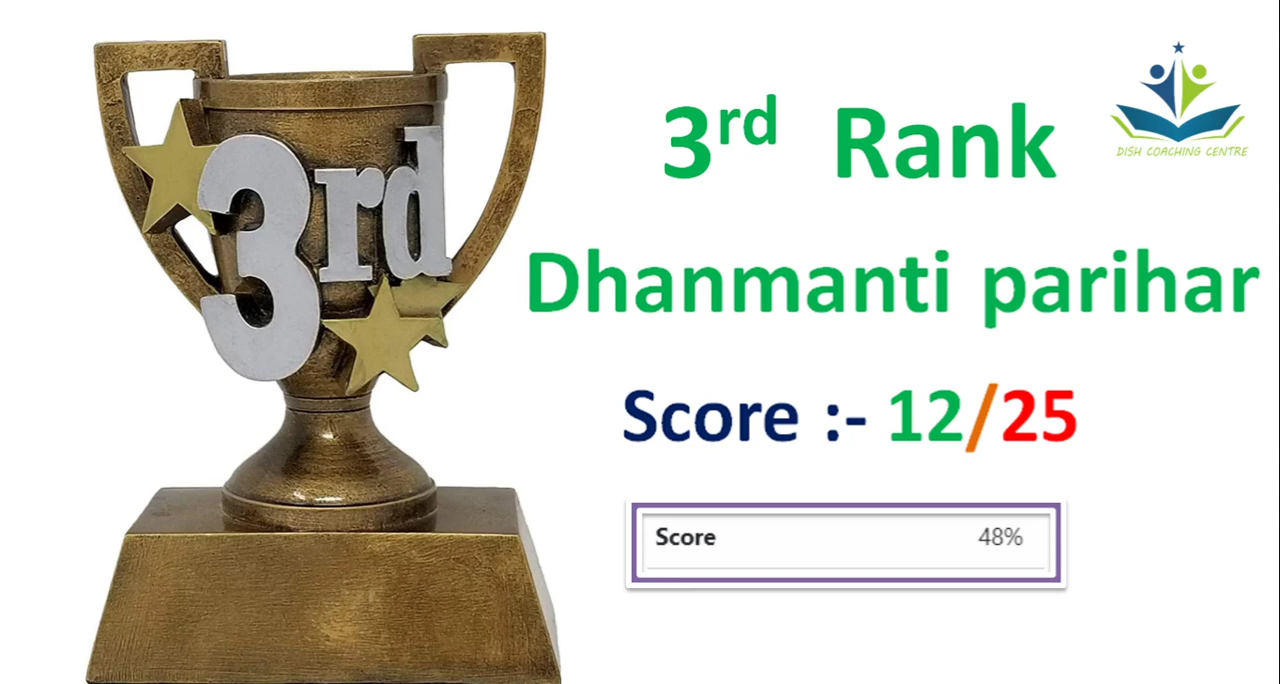 3rd
3rd Rank
DISH COACHING CENTRE
Dhanmanti parihar
Score :- 12/25
Score 48%